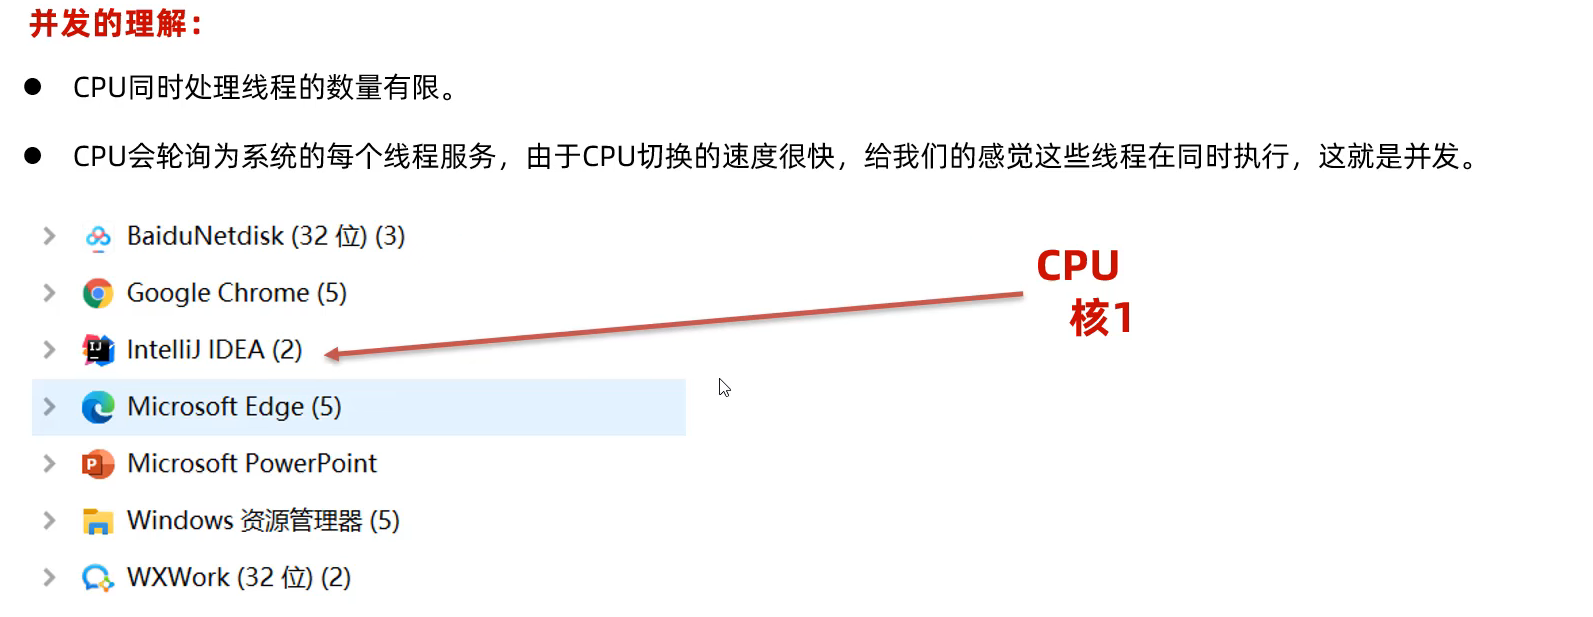 并发的理解：
CPU同时处理线程的数量有限。
CPU会轮询为系统的每个线程服务，由于CPU切换的速度很快，给我们的感觉这些线程在同时执行，这就是并发。
BaiduNetdisk (32 位) (3)
Google Chrome (5)
IntelliJ IDEA (2)
Microsoft Edge (5)
Microsoft PowerPoint
Windows 资源管理器 (5)
WXWork (32 位) (2)
CPU
核1